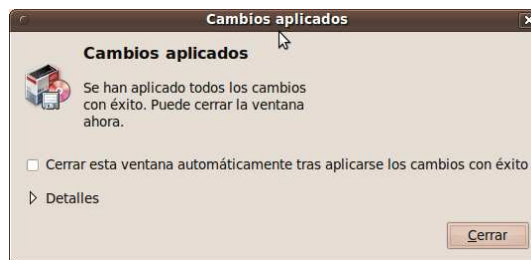 Cambios aplicados
Cambios aplicados
Se han aplicado todos los cambios
con éxito. Puede cerrar la ventana
ahora.
Cerrar esta ventana automáticamente tras aplicarse los cambios con éxito
Detalles
Cerrar